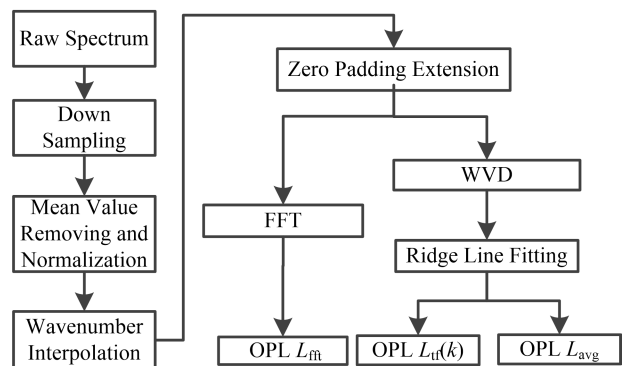 Raw Spectrum
Down
Sampling
Mean Value
Removing and
Normalization
Wavenumber
Interpolation
Zero Padding Extension
FFT
WVD
Ridge Line Fitting
OPL Lfft
OPL Ltf(k)
OPL Lavg